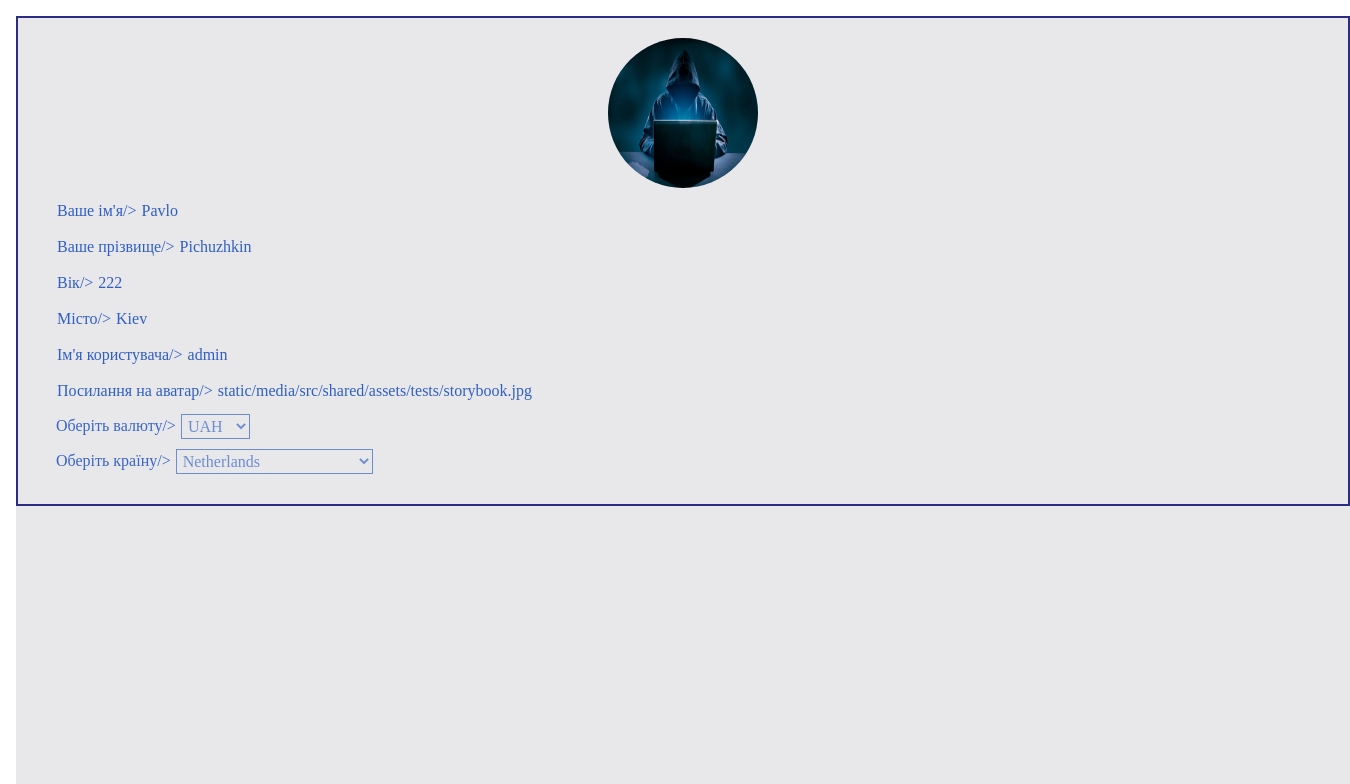 Ваше ім'я/> Pavlo
Ваше прізвище/> Pichuzhkin
Вік/> 222
Місто/> Kiev
Ім'я користувача/> admin
Посилання на аватар/> static/media/src/shared/assets/tests/storybook.jpg
Оберіть валюту/> UAH
Оберіть країну/> Netherlands